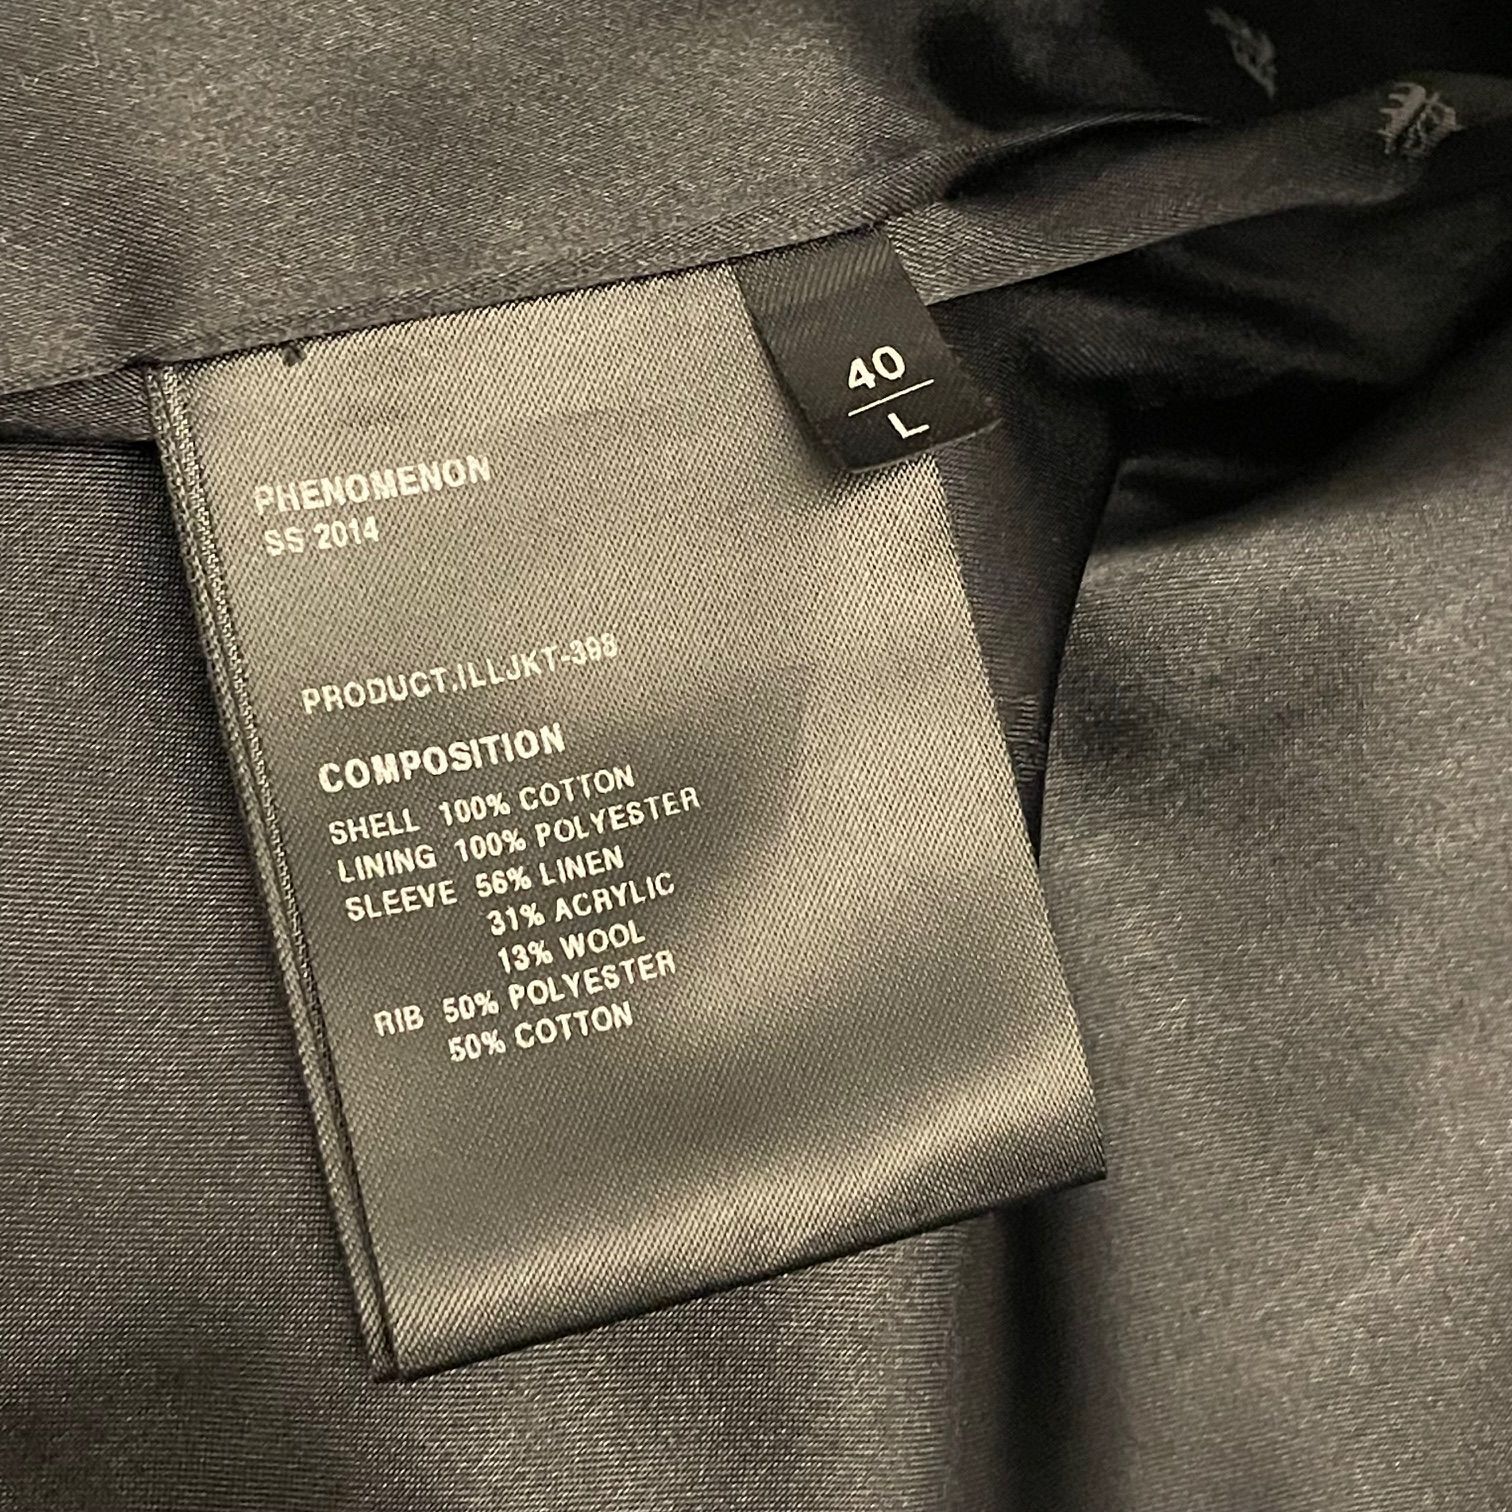 40
L
PHENOMENON
SS 2014
PRODUCT.ILLJKT-398
COMPOSITION
SHELL 100% COTTON
LINING 100% POLYESTER
SLEEVE 56% LINEN
31% ACRYLIC
13% WOOL
RIB 50% POLYESTER
50% COTTON